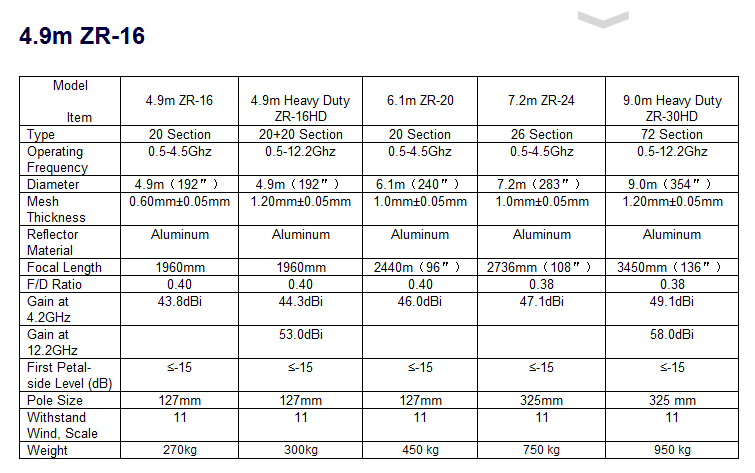 4.9m ZR-16
Model
Item
4.9m ZR-16
4.9m Heavy Duty
ZR-16HD
6.1m ZR-20
7.2m ZR-24
9.0m Heavy Duty
ZR-30HD
Type 20 Section 20+20 Section 20 Section 26 Section 72 Section
Operating 0.5-4.5Ghz 0.5-12.2Ghz 0.5-4.5Ghz 0.5-4.5Ghz 0.5-12.2Ghz
Frequency
Diameter 4.9m（192″） 4.9m（192″） 6.1m（240″） 7.2m（283″） 9.0m（354″）
Mesh 0.60mm±0.05mm 1.20mm±0.05mm 1.0mm±0.05mm 1.0mm±0.05mm 1.20mm±0.05mm
Thickness
Reflector Aluminum Aluminum Aluminum Aluminum Aluminum
Material
Focal Length 1960mm 1960mm 2440m（96″） 2736mm（108″） 3450mm（136″）
F/D Ratio 0.40 0.40 0.40 0.38 0.38
Gain at 43.8dBi 44.3dBi 46.0dBi 47.1dBi 49.1dBi
4.2GHz
Gain at 53.0dBi 58.0dBi
12.2GHz
First Petal- ≤-15 ≤-15 ≤-15 ≤-15 ≤-15
side Level (dB)
Pole Size 127mm 127mm 127mm 325mm 325 mm
Withstand 11 11 11 11 11
Wind, Scale
Weight 270kg 300kg 450 kg 750 kg 950 kg